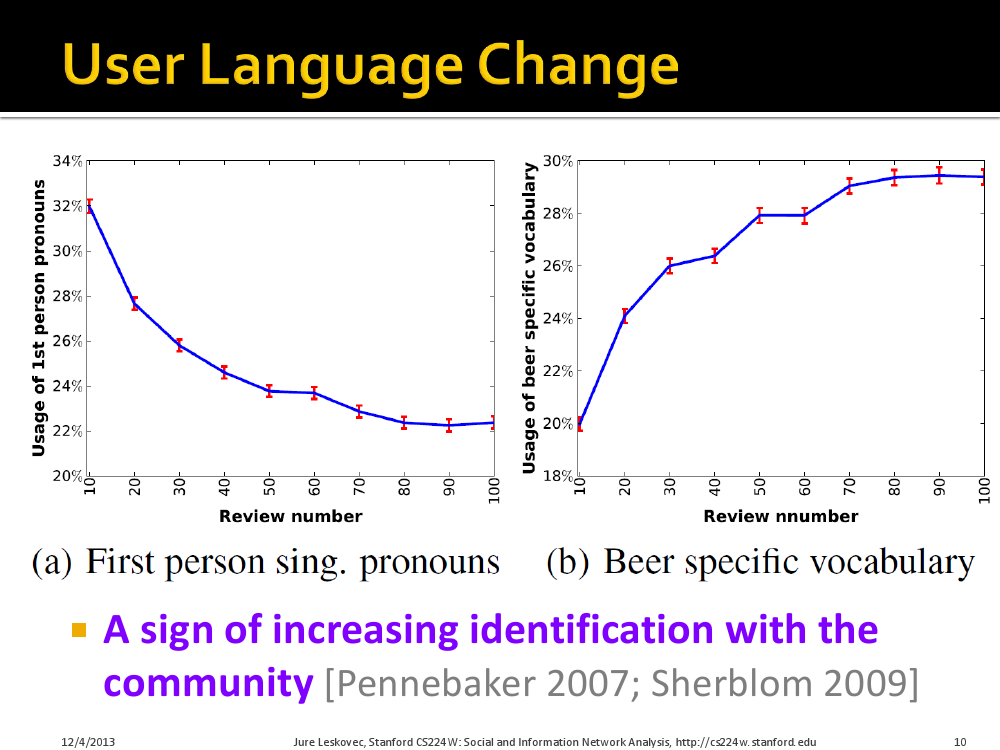 User Language Change
Usage of 1st person pronouns
34%
32%
30%
28%
26%
24%
22%
20%
10 20 30 40 50 60 70 80 90 100
Review number
(a) First person sing. pronouns
Usage of beer specific vocabulary
30%
28%
26%
24%
22%
20%
18%
10 20 30 40 50 60 70 80 90 100
Review nnumber
(b) Beer specific vocabulary
A sign of increasing identification with the
community [Pennebaker 2007; Sherblom 2009]
12/4/2013 Jure Leskovec, Stanford CS224W: Social and Information Network Analysis, http://cs224w.stanford.edu 10